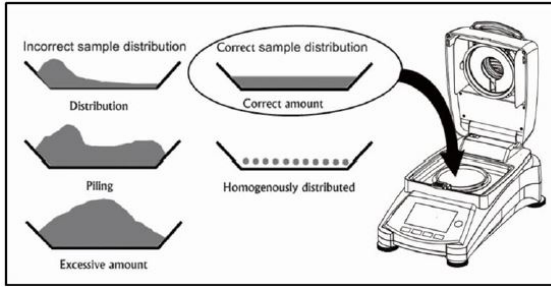 Incorrect sample distribution
Correct sample distribution
Distribution
Correct amount
Piling
Homogenously distributed
Excessive amount